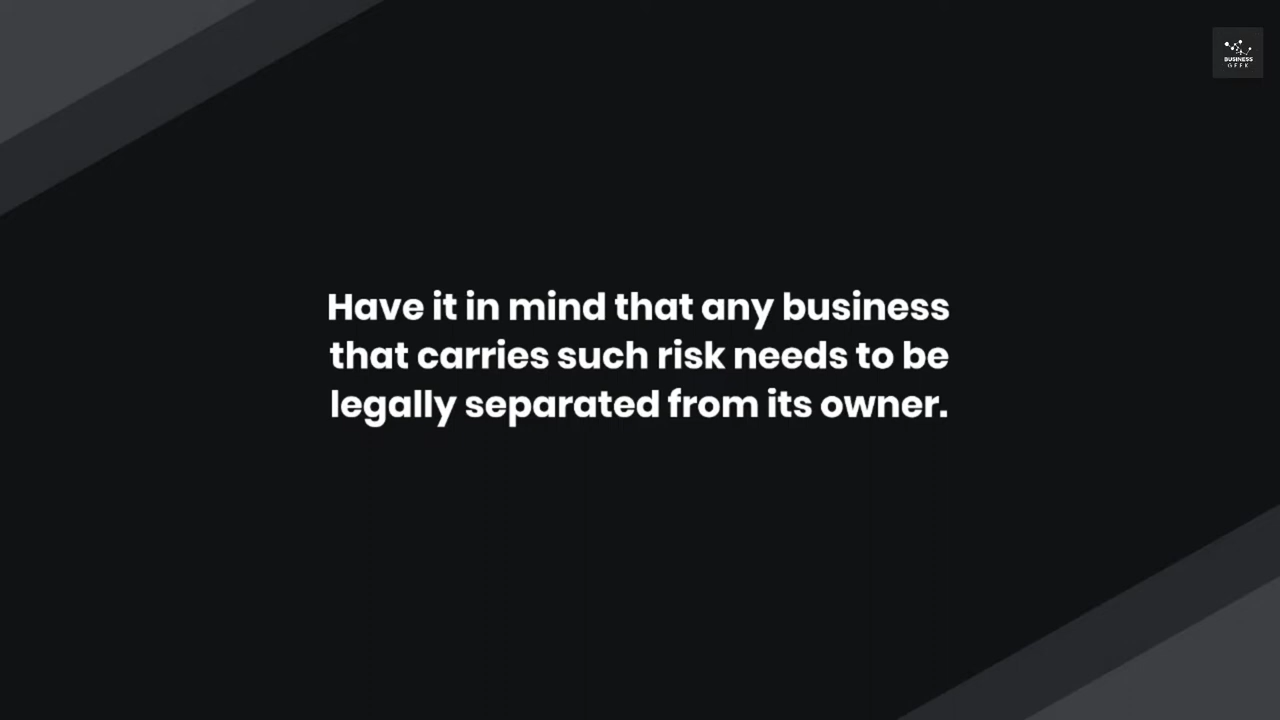 BUSINESS
GEEK
Have it in mind that any business
that carries such risk needs to be
legally separated from its owner.